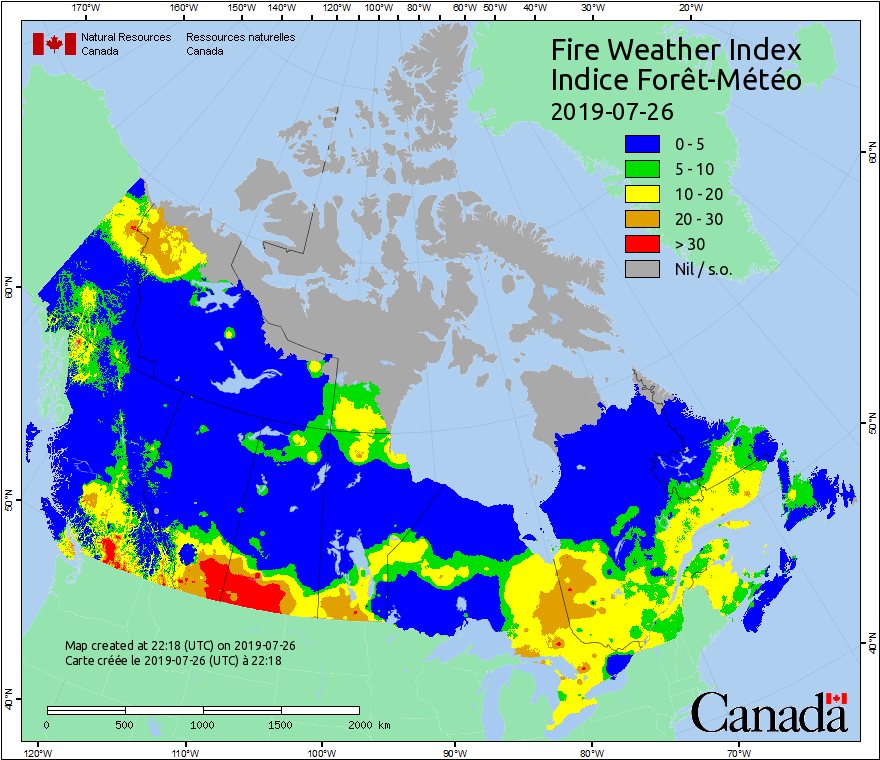 170°W 160°W 150°W 140°W 120°W 100°W 80°W 60°W 50°W 40°W 30°W 20°W
Natural Resources Ressources naturelles
Canada Canada
Fire Weather Index
Indice Forêt-Météo
2019-07-26
0 - 5
5 - 10
10 - 20
20 - 30
> 30
Nil / s.o.
60°N
60°N
50°N
50°N
40°N
40°N
Map created at 22:18 (UTC) on 2019-07-26
Carte créée le 2019-07-26 (UTC) à 22:18
0 500 1000 1500 2000 km
Canada
120°W 110°W 100°W 90°W 80°W 70°W